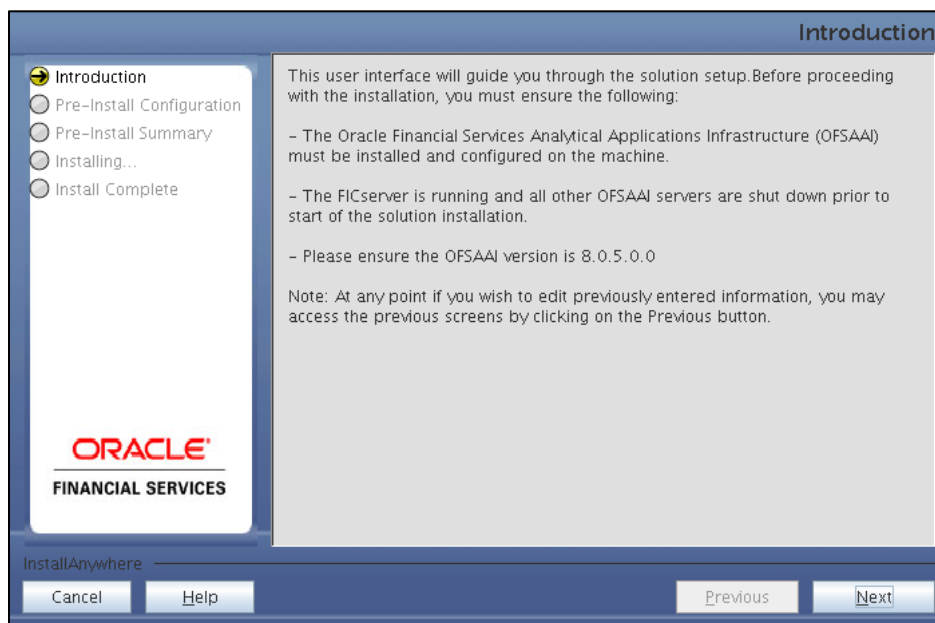 Introduction
Introduction
Pre-Install Configuration
Pre-Install Summary
Installing...
Install Complete
ORACLE'
FINANCIAL SERVICES
This user interface will guide you through the solution setup.Before proceeding
with the installation, you must ensure the following:
- The Oracle Financial Services Analytical Applications Infrastructure (OFSAAI)
must be installed and configured on the machine.
- The FICserver is running and all other OFSAAI servers are shut down prior to
start of the solution installation.
- Please ensure the OFSAAI version is 8.0.5.0.0
Note: At any point if you wish to edit previously entered information, you may
access the previous screens by clicking on the Previous button.
InstallAnywhere
Cancel
Help
Previous
Next